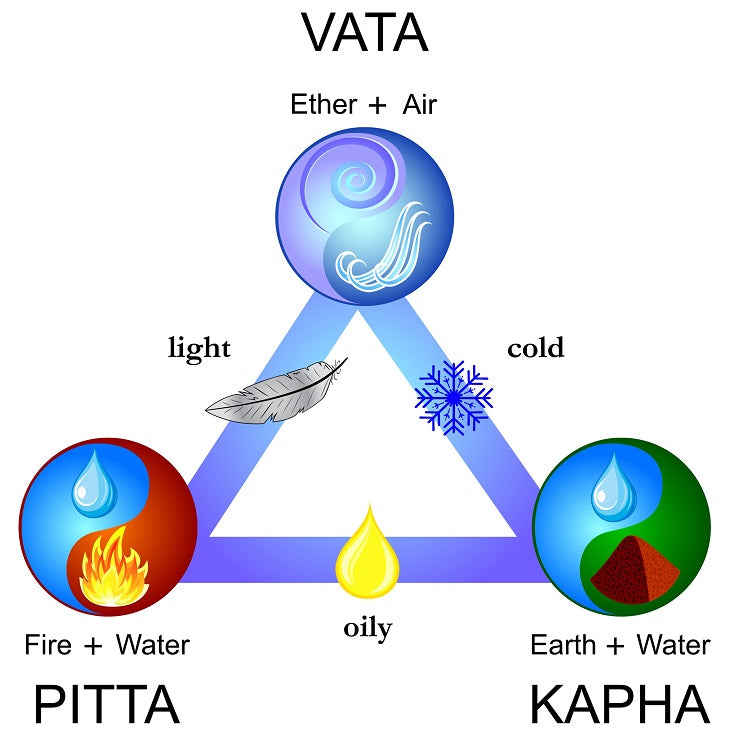 VATA
Ether + Air
light
cold
oily
Fire + Water
Earth + Water
PITTA
KAPHA